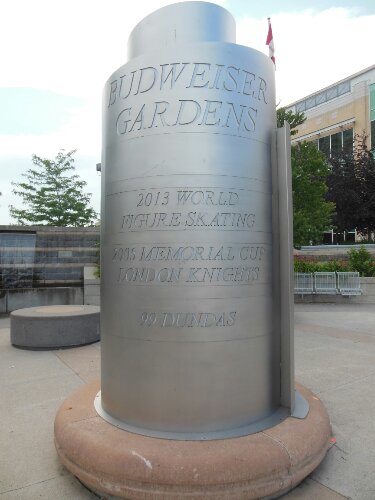 BUDWEISER
GARDENS
2013 WORLD
FIGURE SKATING
2005 MEMORIAL CUP
LONDON KNIGHTS
99 DUNDAS